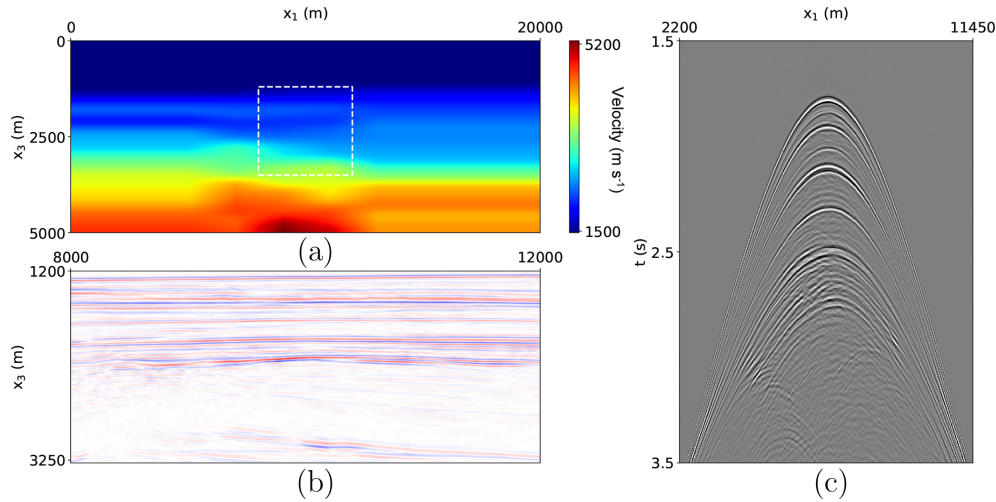 x₁ (m)
0 20000
0
2500
5000
x₃ (m)
5200
1500
Velocity (m s⁻¹)
(a)
8000 12000
1200
3250
x₃ (m)
(b)
x₁ (m)
2200 11450
1.5
2.5
3.5
t (s)
(c)